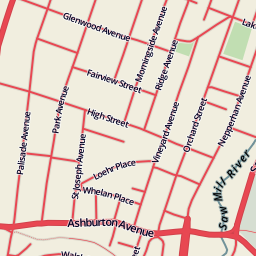 Lake
Glenwood Avenue
Morningside Avenue
Ridge Avenue
Fairview Street
Park Avenue
High Street
Nepperhan Avenue
Palisade Avenue
Vineyard Avenue
Orchard Street
St Joseph Avenue
Loehr Place
Saw Mill River
Whelan Place
Ashburton Avenue